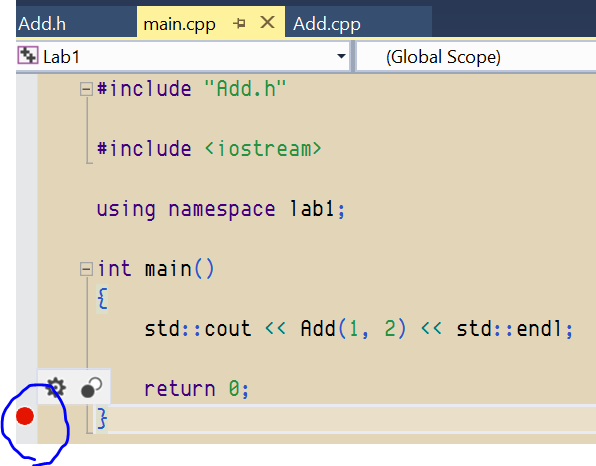 Add.h main.cpp Add.cpp
Lab1 (Global Scope)
#include "Add.h"
#include <iostream>
using namespace lab1;
int main()
{
std::cout << Add(1, 2) << std::endl;
return 0;
}